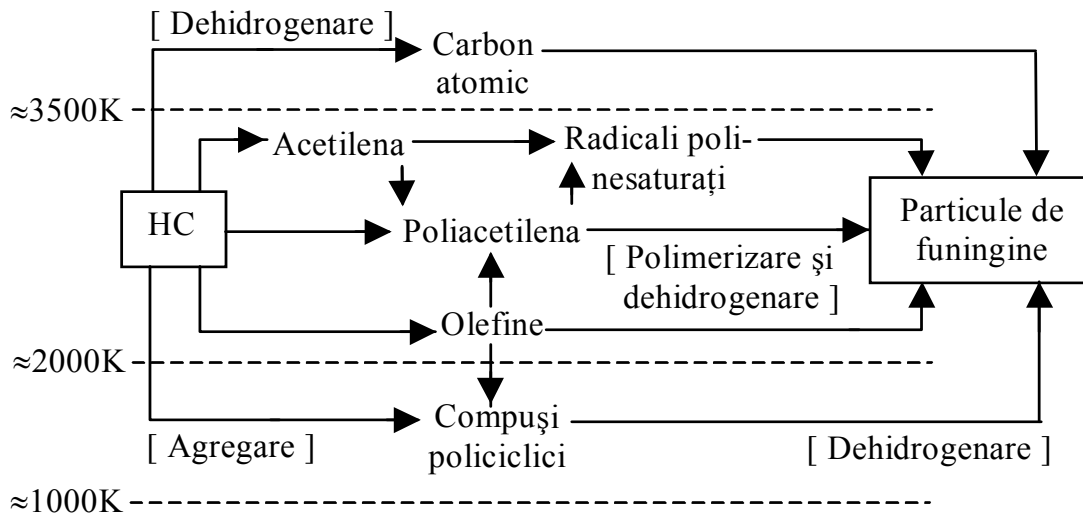 [ Dehidrogenare ]
Carbon
atomic
≈3500K
Acetilena
Radicali poli-
nesaturați
HC
Poliacetilena
Particule de
funingine
[ Polimerizare şi
dehidrogenare ]
Olefine
≈2000K
Compuşi
policiclici
[ Agregare ]
[ Dehidrogenare ]
≈1000K